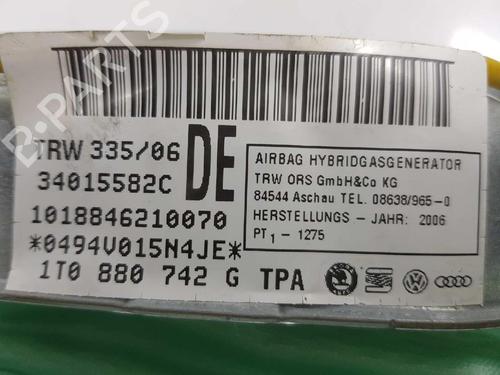 TRW 335/06
DE
34015582C
1018846210070
*0494V015N4JE*
1T0 880 742 G TPA
AIRBAG HYBRIDGASGENERATOR
TRW ORS GmbH&Co KG
84544 Aschau TEL. 08638/965-0
HERSTELLUNGS - JAHR: 2006
PT1 - 1275
B-PARTS